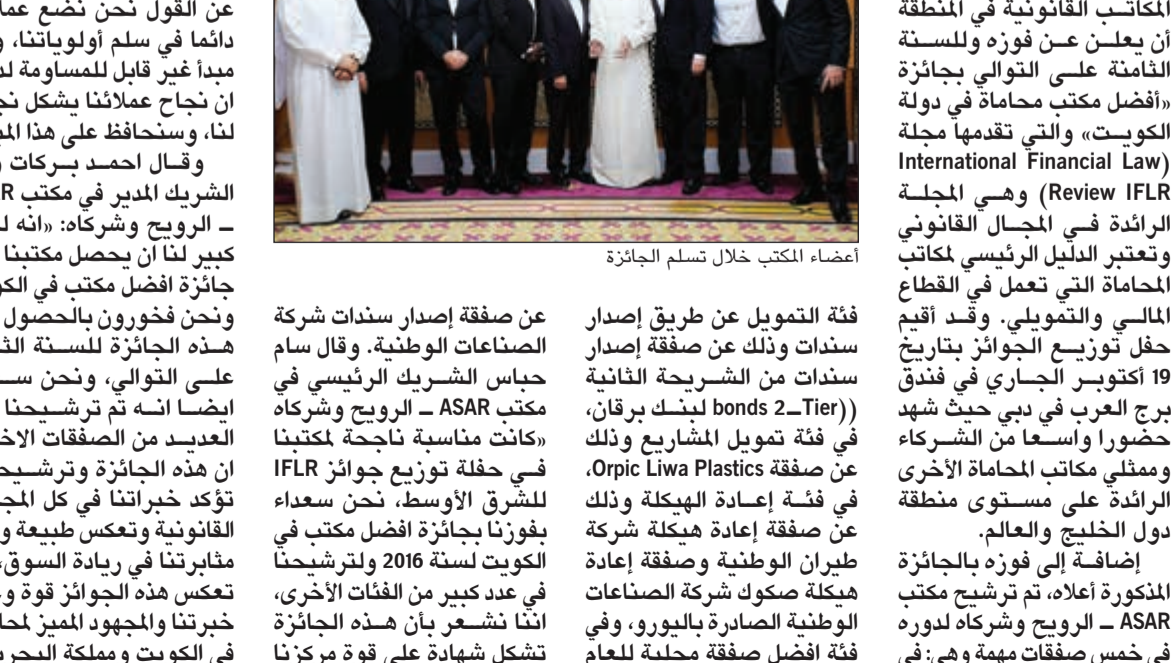 المكاتب القانونية في المنطقة
أن يعلن عن فوزه وللسنة
الثامنة على التوالي بجائزة
«أفضل مكتب محاماة في دولة
الكويت» والتي تقدمها مجلة
(International Financial Law
Review IFLR) وهي المجلة
الرائدة في المجال القانوني
وتعتبر الدليل الرئيسي لمكاتب
المحاماة التي تعمل في القطاع
المالي والتمويلي. وقد أقيم
حفل توزيع الجوائز بتاريخ
19 أكتوبر الجاري في فندق
برج العرب في دبي حيث شهد
حضورا واسعا من الشركاء
وممثلي مكاتب المحاماة الأخرى
الرائدة على مستوى منطقة
دول الخليج والعالم.
إضافة إلى فوزه بالجائزة
المذكورة أعلاه، تم ترشيح مكتب
ASAR ــ الرويح وشركاه لدوره
في خمس صفقات مهمة وهي: في
أعضاء المكتب خلال تسلم الجائزة
فئة التمويل عن طريق إصدار
سندات وذلك عن صفقة إصدار
سندات من الشريحة الثانية
((bonds 2ــTier لبنك برقان،
في فئة تمويل المشاريع وذلك
عن صفقة Orpic Liwa Plastics،
في فئة إعادة الهيكلة وذلك
عن صفقة إعادة هيكلة شركة
طيران الوطنية وصفقة إعادة
هيكلة صكوك شركة الصناعات
الوطنية الصادرة باليورو، وفي
فئة افضل صفقة محلية للعام
عن صفقة إصدار سندات شركة
الصناعات الوطنية. وقال سام
حباس الشريك الرئيسي في
مكتب ASAR ــ الرويح وشركاه
«كانت مناسبة ناجحة لمكتبنا
في حفلة توزيع جوائز IFLR
للشرق الأوسط، نحن سعداء
بفوزنا بجائزة افضل مكتب في
الكويت لسنة 2016 ولترشيحنا
في عدد كبير من الفئات الأخرى،
اننا نشعر بأن هذه الجائزة
تشكل شهادة على قوة مركزنا
عن القول نحن نضع
دائما في سلم أولوياتنا،
مبدأ غير قابل للمساومة
ان نجاح عملائنا يشكل
لنا، وسنحافظ على هذا
وقال احمد بركات
الشريك المدير في مكتب
ــ الرويح وشركاه: «انه
كبير لنا ان يحصل مكتبنا
جائزة افضل مكتب في
ونحن فخورون بالحصول
هذه الجائزة للسنة
على التوالي، ونحن
ايضا انه تم ترشيحنا
العديد من الصفقات
ان هذه الجائزة
تؤكد خبراتنا في كل
القانونية وتعكس طبيعة
مثابرتنا في ريادة السوق،
تعكس هذه الجوائز قوة
خبرتنا والمجهود المميز
في الكويت ومملكة